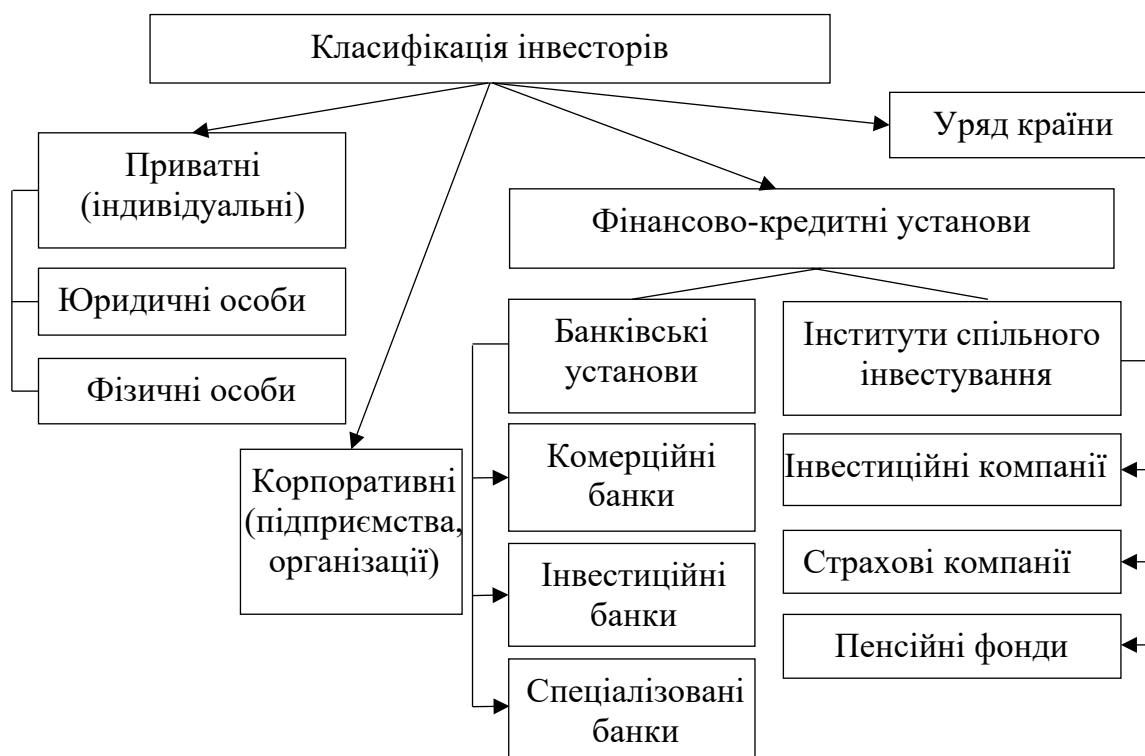 Класифікація інвесторів
Уряд країни
Приватні
(індивідуальні)
Юридичні особи
Фізичні особи
Корпоративні
(підприємства,
організації)
Фінансово-кредитні установи
Банківські
установи
Комерційні
банки
Інвестиційні
банки
Спеціалізовані
банки
Інститути спільного
інвестування
Інвестиційні компанії
Страхові компанії
Пенсійні фонди